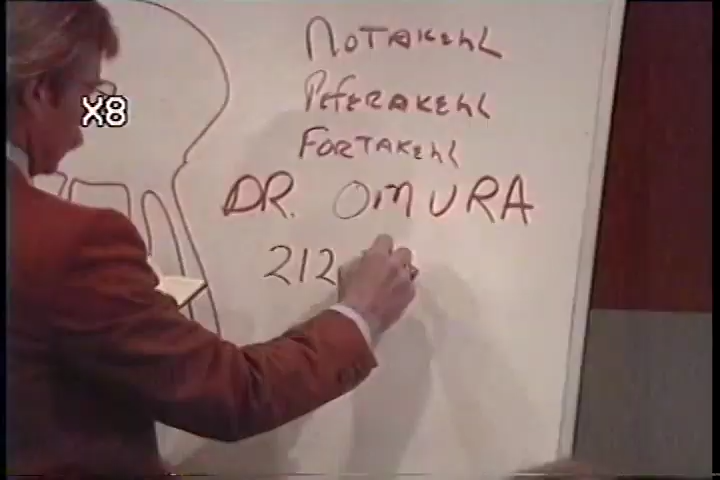 X8
NOTAKEHL
PEFERAKEHL
FORTAKEHL
DR. OMURA
212